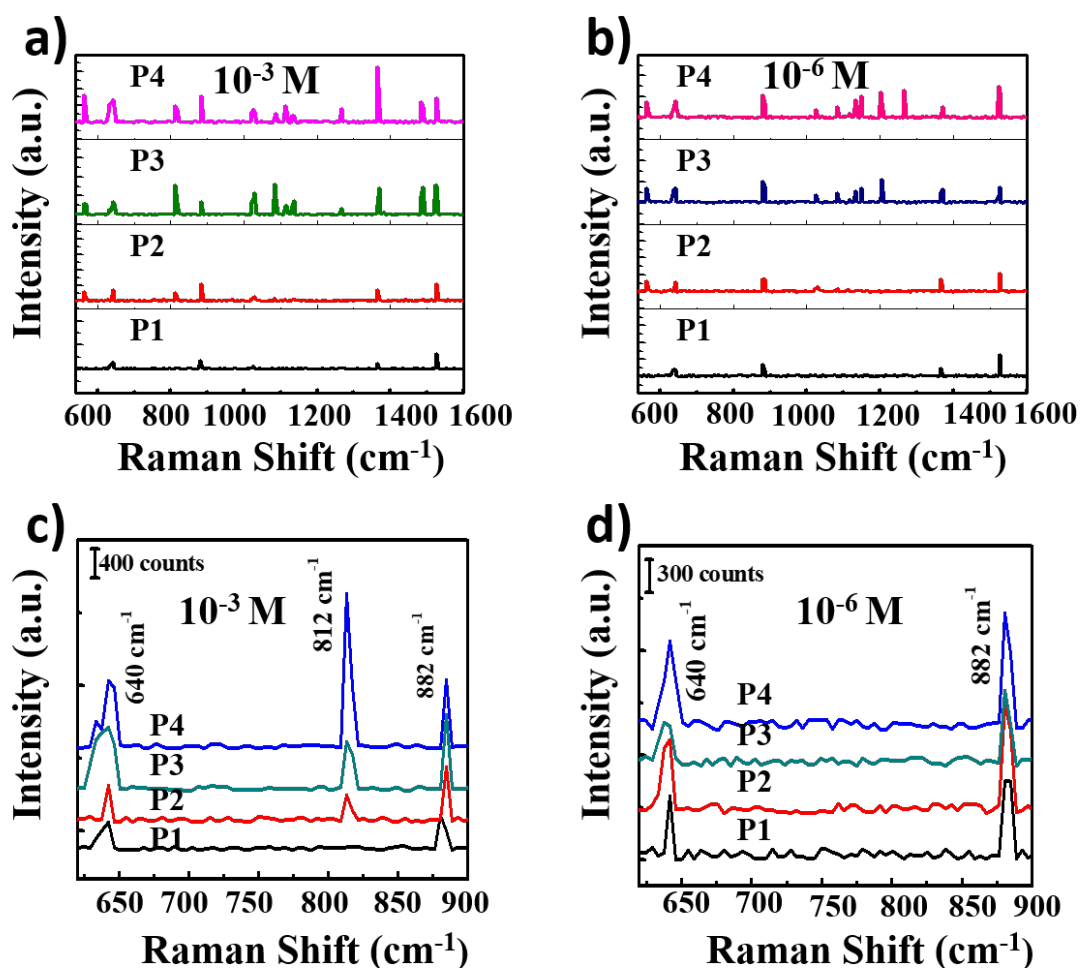 a)
10⁻³ M
P4
P3
P2
P1
Intensity (a.u.)
600 800 1000 1200 1400 1600
Raman Shift (cm⁻¹)
b)
10⁻⁶ M
P4
P3
P2
P1
Intensity (a.u.)
600 800 1000 1200 1400 1600
Raman Shift (cm⁻¹)
c)
400 counts
10⁻³ M
640 cm⁻¹
812 cm⁻¹
882 cm⁻¹
P4
P3
P2
P1
Intensity (a.u.)
650 700 750 800 850 900
Raman Shift (cm⁻¹)
d)
300 counts
10⁻⁶ M
640 cm⁻¹
882 cm⁻¹
P4
P3
P2
P1
Intensity (a.u.)
650 700 750 800 850 900
Raman Shift (cm⁻¹)